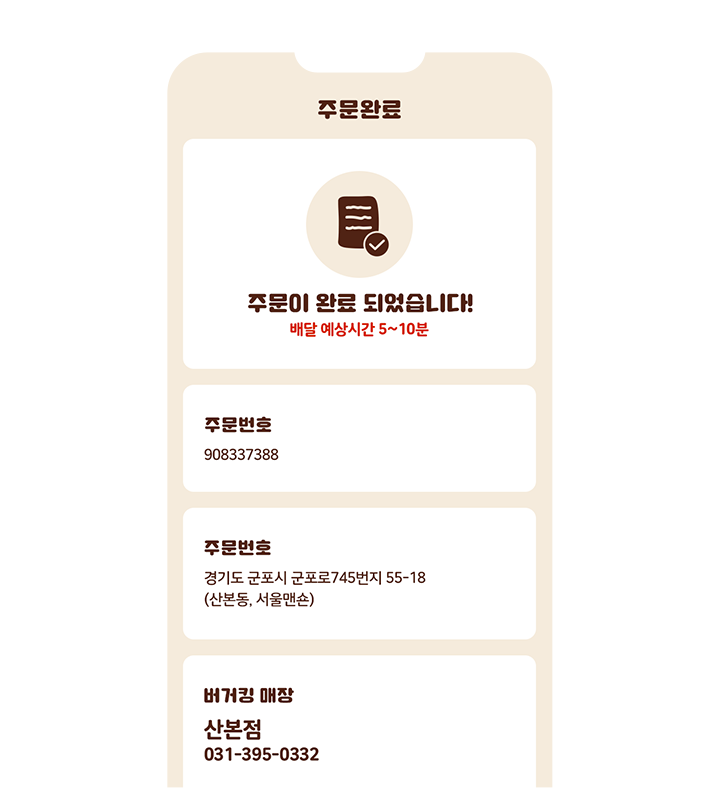 주문완료
주문이 완료 되었습니다!
배달 예상시간 5~10분
주문번호
908337388
주문번호
경기도 군포시 군포로745번지 55-18
(산본동, 서울맨숀)
버거킹 매장
산본점
031-395-0332